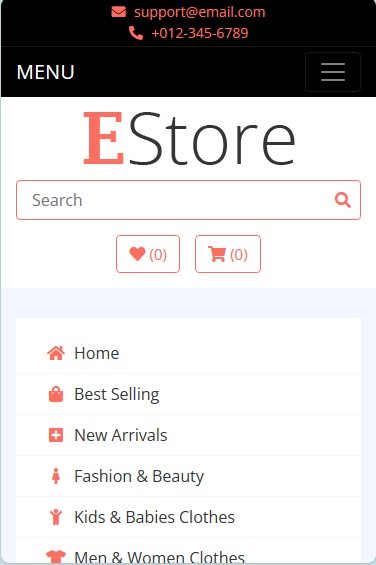 support@email.com
+012-345-6789
MENU
EStore
Search
(0) (0)
Home
Best Selling
New Arrivals
Fashion & Beauty
Kids & Babies Clothes
Men & Women Clothes